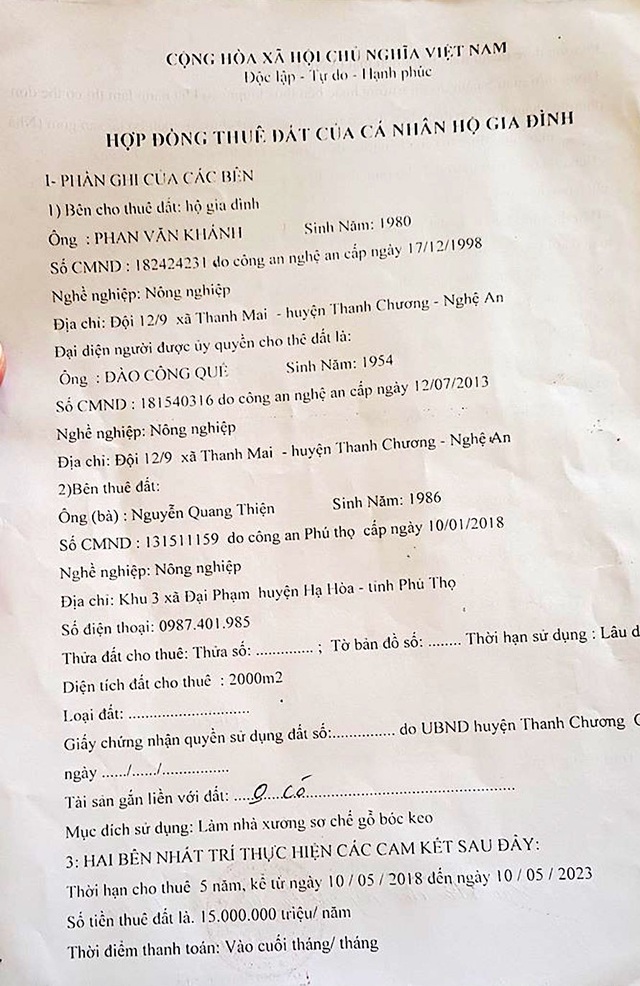 CỘNG HÒA XÃ HỘI CHỦ NGHĨA VIỆT NAM
Độc lập - Tự do - Hạnh phúc
HỢP ĐỒNG THUÊ ĐẤT CỦA CÁ NHÂN HỘ GIA ĐÌNH
I- PHẦN GHI CỦA CÁC BÊN
1) Bên cho thuê đất: hộ gia đình
Ông : PHAN VĂN KHÁNH Sinh Năm: 1980
Số CMND : 182424231 do công an nghệ an cấp ngày 17/12/1998
Nghề nghiệp: Nông nghiệp
Địa chỉ: Đội 12/9 xã Thanh Mai - huyện Thanh Chương - Nghệ An
Đại diện người được ủy quyền cho thê đất là:
Ông : ĐÀO CÔNG QUẾ Sinh Năm: 1954
Số CMND : 181540316 do công an nghệ an cấp ngày 12/07/2013
Nghề nghiệp: Nông nghiệp
Địa chỉ: Đội 12/9 xã Thanh Mai - huyện Thanh Chương - Nghệ An
2)Bên thuê đất:
Ông (bà) : Nguyễn Quang Thiện Sinh Năm: 1986
Số CMND : 131511159 do công an Phú thọ cấp ngày 10/01/2018
Nghề nghiệp: Nông nghiệp
Địa chỉ: Khu 3 xã Đại Phạm huyện Hạ Hòa - tỉnh Phú Thọ
Số điện thoại: 0987.401.985
Thửa đất cho thuê: Thửa số: .............. ; Tờ bản đồ số: ........ Thời hạn sử dụng : Lâu
Diện tích đất cho thuê : 2000m2
Loại đất: .............................
Giấy chứng nhận quyền sử dụng đất số:............... do UBND huyện Thanh Chương
ngày ....../....../................
Tài sản gắn liền với đất: ....0....có..................................................
Mục đích sử dụng: Làm nhà xương sơ chế gỗ bóc keo
3: HAI BÊN NHẤT TRÍ THỰC HIỆN CÁC CAM KẾT SAU ĐÂY:
Thời hạn cho thuê 5 năm, kể từ ngày 10 / 05 / 2018 đến ngày 10 / 05 / 2023
Số tiền thuê đất là. 15.000.000 triệu/ năm
Thời điểm thanh toán: Vào cuối tháng/ tháng